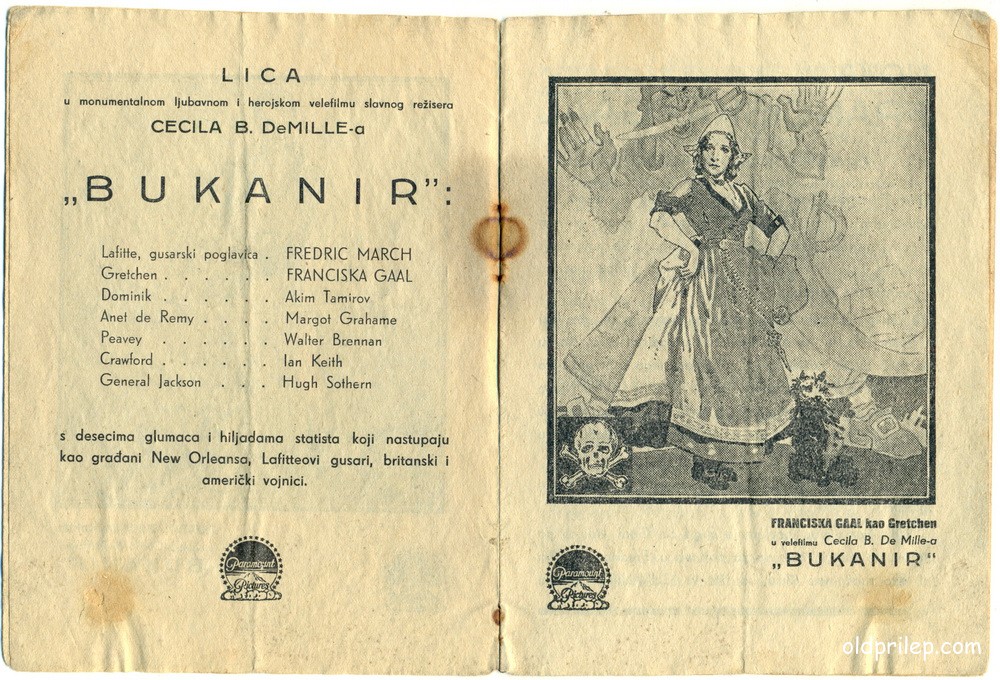 LICA
u monumentalnom ljubavnom i herojskom velefilmu slavnog režisera
CECILA B. DeMILLE-a
„BUKANIR”:
Lafitte, gusarski poglavica . FREDRIC MARCH
Gretchen . . . . . . FRANCISKA GAAL
Dominik . . . . . . Akim Tamirov
Anet de Remy . . . . Margot Grahame
Peavey . . . . . . Walter Brennan
Crawford . . . . . . Ian Keith
General Jackson . . . Hugh Sothern
s desecima glumaca i hiljadama statista koji nastupaju
kao građani New Orleansa, Lafitteovi gusari, britanski i
američki vojnici.
Paramount
Pictures
FRANCISKA GAAL kao Gretchen
u velefilmu Cecila B. De Mille-a
„BUKANIR“
Paramount
Pictures
oldprilep.com